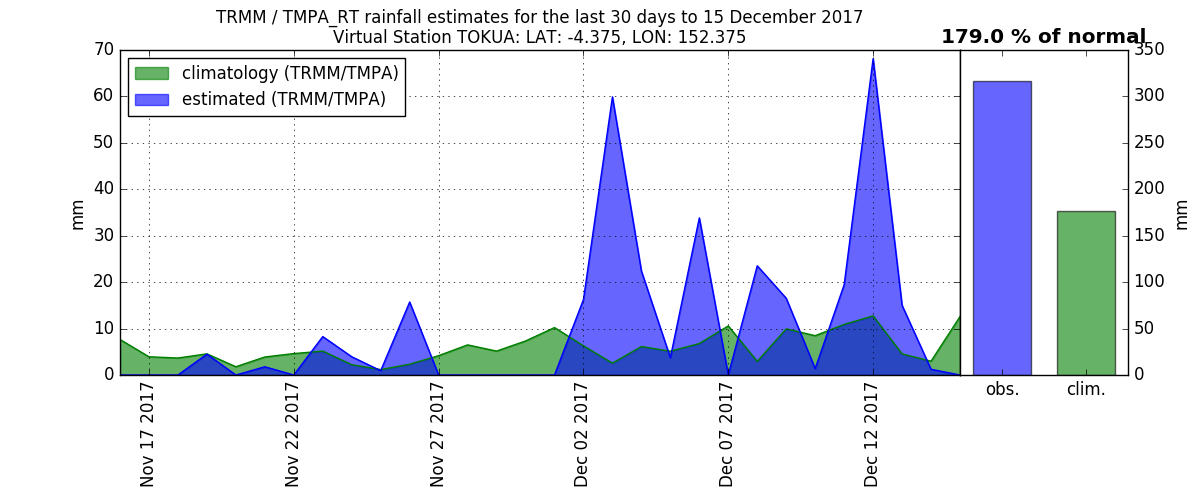 TRMM / TMPA_RT rainfall estimates for the last 30 days to 15 December 2017
Virtual Station TOKUA: LAT: -4.375, LON: 152.375
179.0 % of normal
climatology (TRMM/TMPA)
estimated (TRMM/TMPA)
70
60
50
40
30
20
10
0
mm
Nov 17 2017
Nov 22 2017
Nov 27 2017
Dec 02 2017
Dec 07 2017
Dec 12 2017
350
300
250
200
150
100
50
0
mm
obs.
clim.